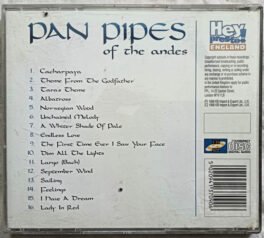 PAN PIPES
of the andes
1. Cacharpaya
2. Theme From The Godfather
3. Taras Theme
4. Albatross
5. Norwegian Wood
6. Unchained Melody
7. A Whiter Shade Of Pale
8. Endless Love
9. The First Time Ever I Saw Your Face
10. Dim All The Lights
11. Largo (Bach)
12. September Wind
13. Sailing
14. Feelings
15. I Have A Dream
16. Lady In Red
Hey
presto
ENGLAND